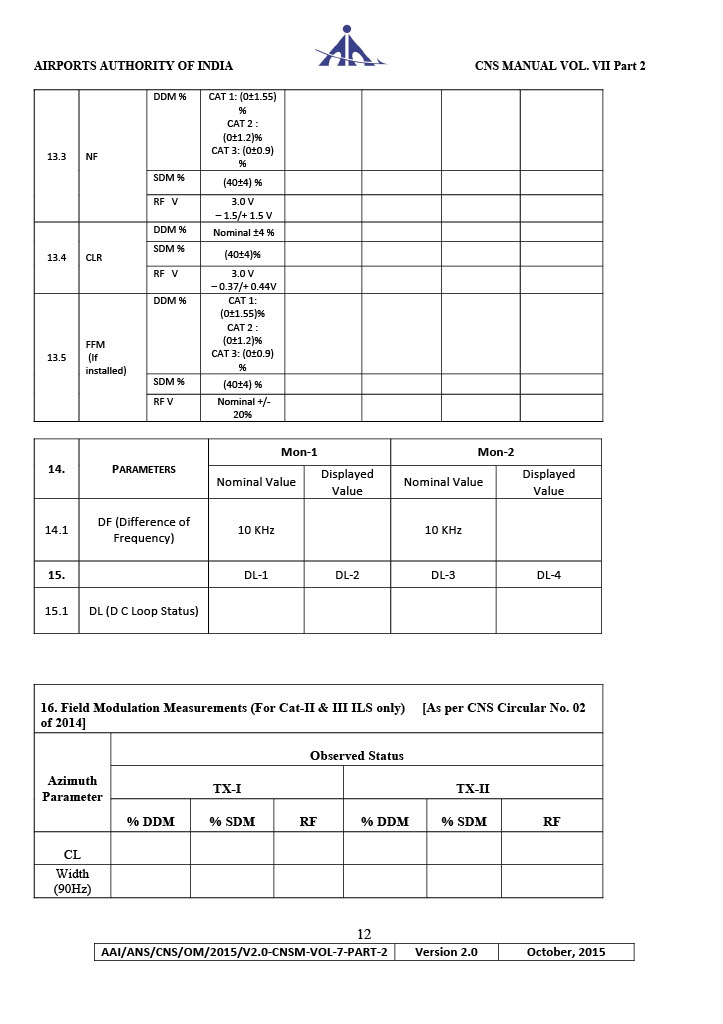 AIRPORTS AUTHORITY OF INDIA
CNS MANUAL VOL. VII Part 2
13.3
NF
DDM %
CAT 1: (0±1.55)
%
CAT 2 :
(0±1.2)%
CAT 3: (0±0.9)
%
SDM %
(40±4) %
RF V
3.0 V
– 1.5/+ 1.5 V
13.4
CLR
DDM %
Nominal ±4 %
SDM %
(40±4)%
RF V
3.0 V
– 0.37/+ 0.44V
13.5
FFM
(If
installed)
DDM %
CAT 1:
(0±1.55)%
CAT 2 :
(0±1.2)%
CAT 3: (0±0.9)
%
SDM %
(40±4) %
RF V
Nominal +/-
20%
14.
PARAMETERS
Mon-1
Mon-2
Nominal Value
Displayed
Value
Nominal Value
Displayed
Value
14.1
DF (Difference of
Frequency)
10 KHz
10 KHz
15.
DL-1
DL-2
DL-3
DL-4
15.1
DL (D C Loop Status)
16. Field Modulation Measurements (For Cat-II & III ILS only) [As per CNS Circular No. 02
of 2014]
Azimuth
Parameter
Observed Status
TX-I
TX-II
% DDM
% SDM
RF
% DDM
% SDM
RF
CL
Width
(90Hz)
12
AAI/ANS/CNS/OM/2015/V2.0-CNSM-VOL-7-PART-2
Version 2.0
October, 2015